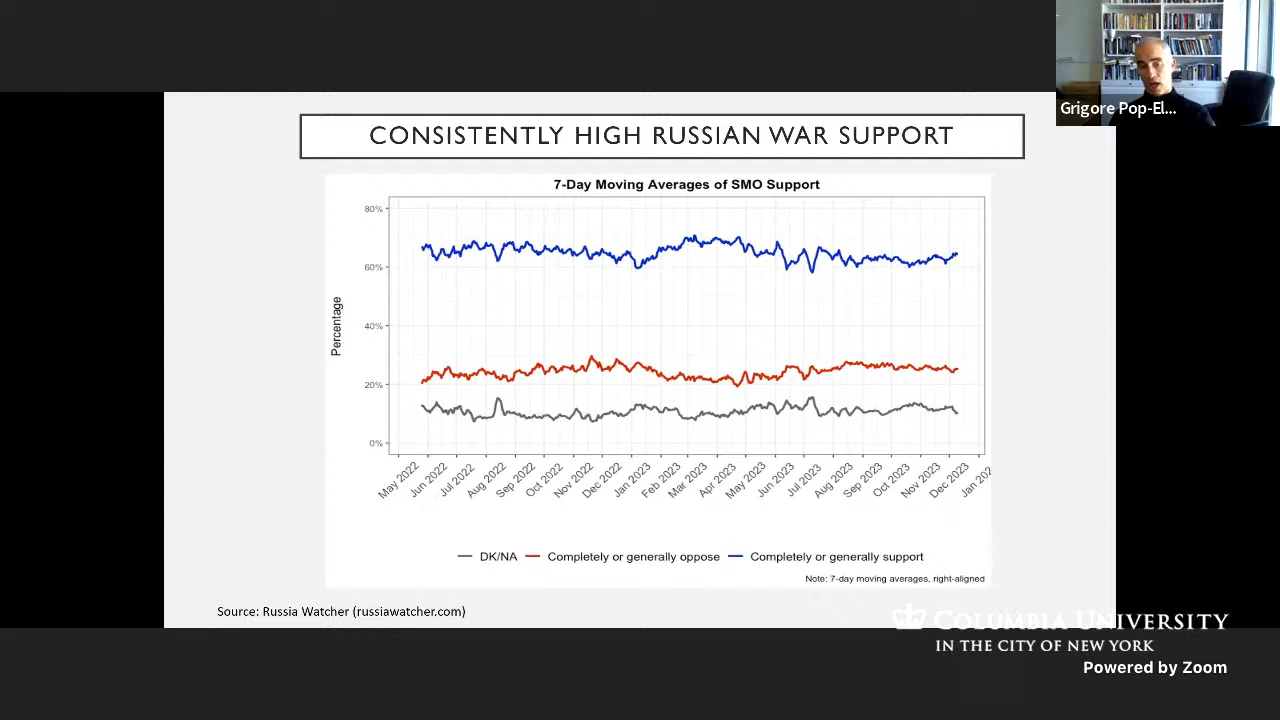 Grigore Pop-El...
CONSISTENTLY HIGH RUSSIAN WAR SUPPORT
7-Day Moving Averages of SMO Support
80%
60%
40%
20%
0%
Percentage
May 2022
Jun 2022
Jul 2022
Aug 2022
Sep 2022
Oct 2022
Nov 2022
Dec 2022
Jan 2023
Feb 2023
Mar 2023
Apr 2023
May 2023
Jun 2023
Jul 2023
Aug 2023
Sep 2023
Oct 2023
Nov 2023
Dec 2023
Jan 202
DK/NA Completely or generally oppose Completely or generally support
Note: 7-day moving averages, right-aligned
Source: Russia Watcher (russiawatcher.com)
COLUMBIA UNIVERSITY
IN THE CITY OF NEW YORK
Powered by Zoom